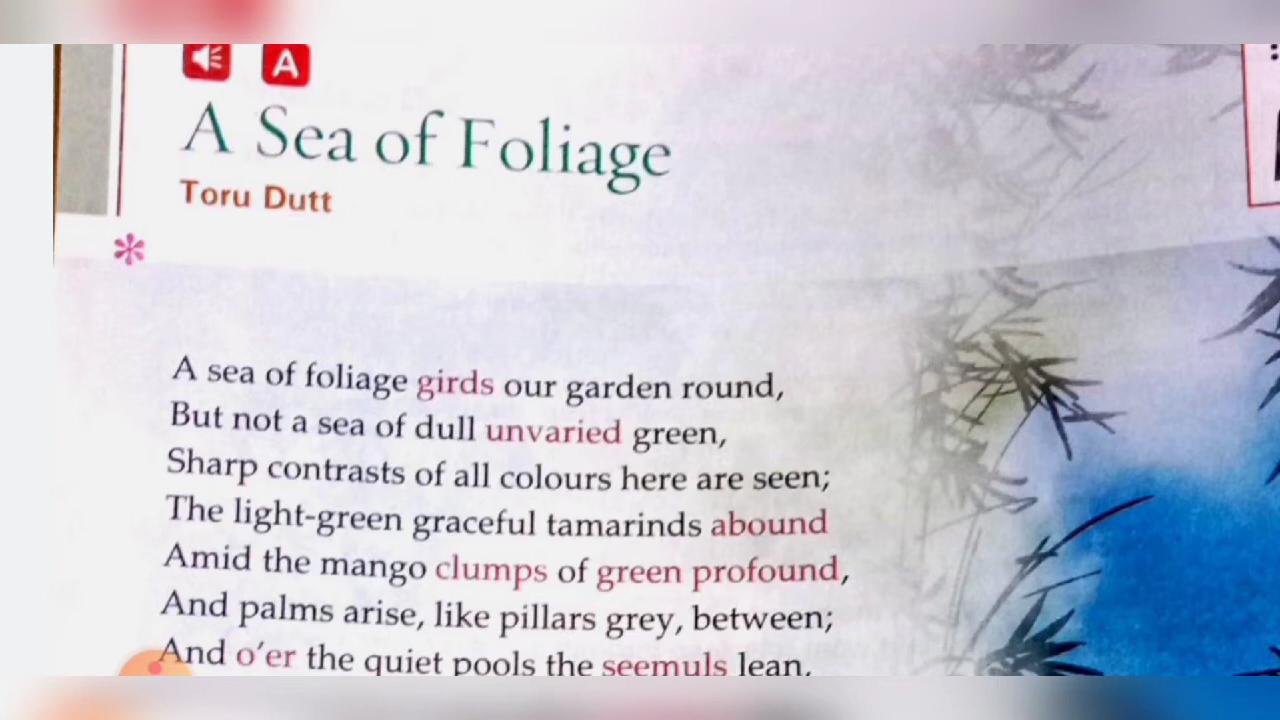 A
A Sea of Foliage
Toru Dutt
*
A sea of foliage girds our garden round,
But not a sea of dull unvaried green,
Sharp contrasts of all colours here are seen;
The light-green graceful tamarinds abound
Amid the mango clumps of green profound,
And palms arise, like pillars grey, between;
And o'er the quiet pools the seemuls lean,